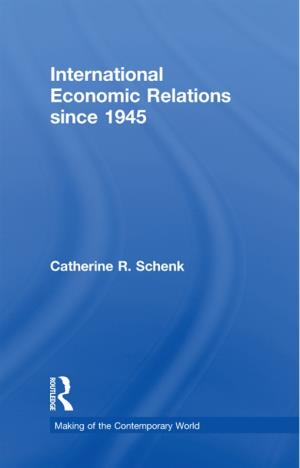 International
Economic Relations
since 1945
Catherine R. Schenk
ROUTLEDGE
Making of the Contemporary World